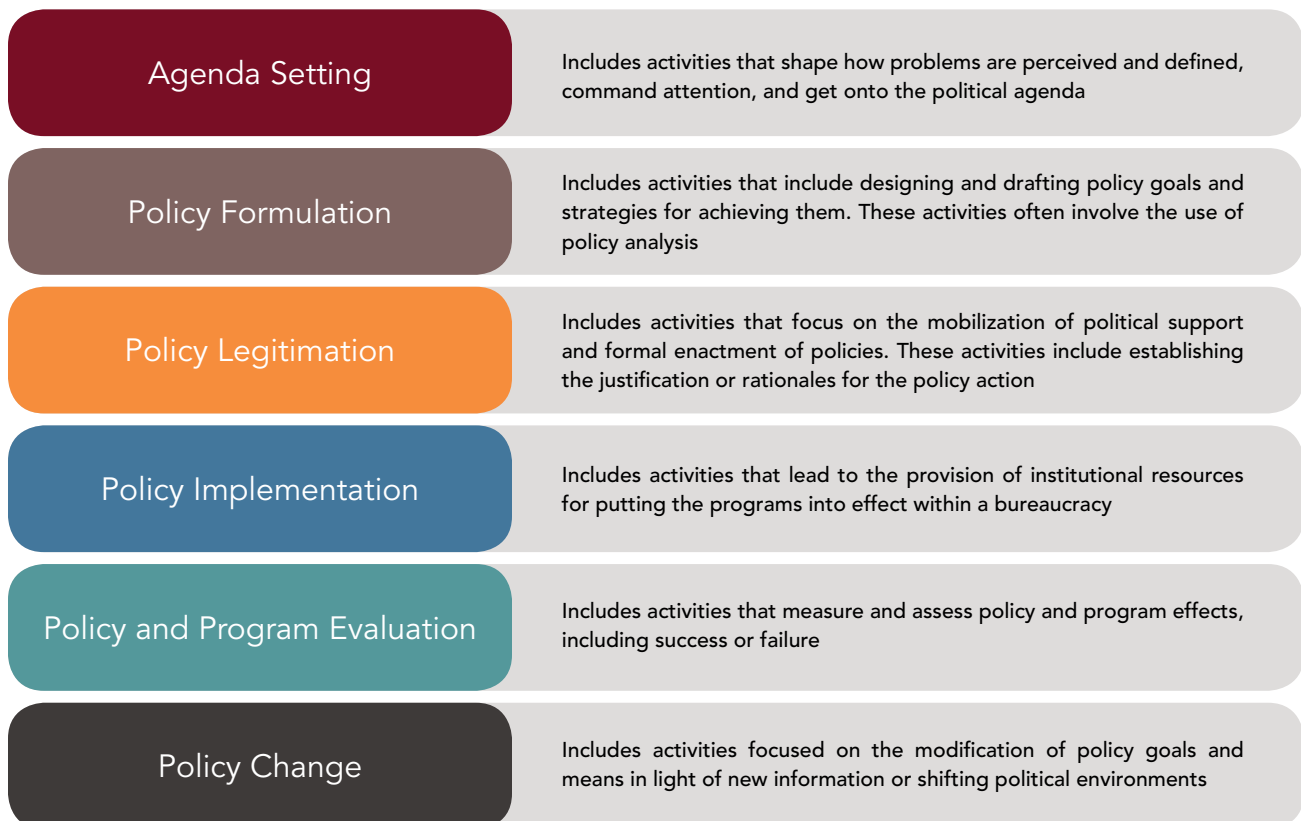 Agenda Setting
Includes activities that shape how problems are perceived and defined,
command attention, and get onto the political agenda
Policy Formulation
Includes activities that include designing and drafting policy goals and
strategies for achieving them. These activities often involve the use of
policy analysis
Policy Legitimation
Includes activities that focus on the mobilization of political support
and formal enactment of policies. These activities include establishing
the justification or rationales for the policy action
Policy Implementation
Includes activities that lead to the provision of institutional resources
for putting the programs into effect within a bureaucracy
Policy and Program Evaluation
Includes activities that measure and assess policy and program effects,
including success or failure
Policy Change
Includes activities focused on the modification of policy goals and
means in light of new information or shifting political environments